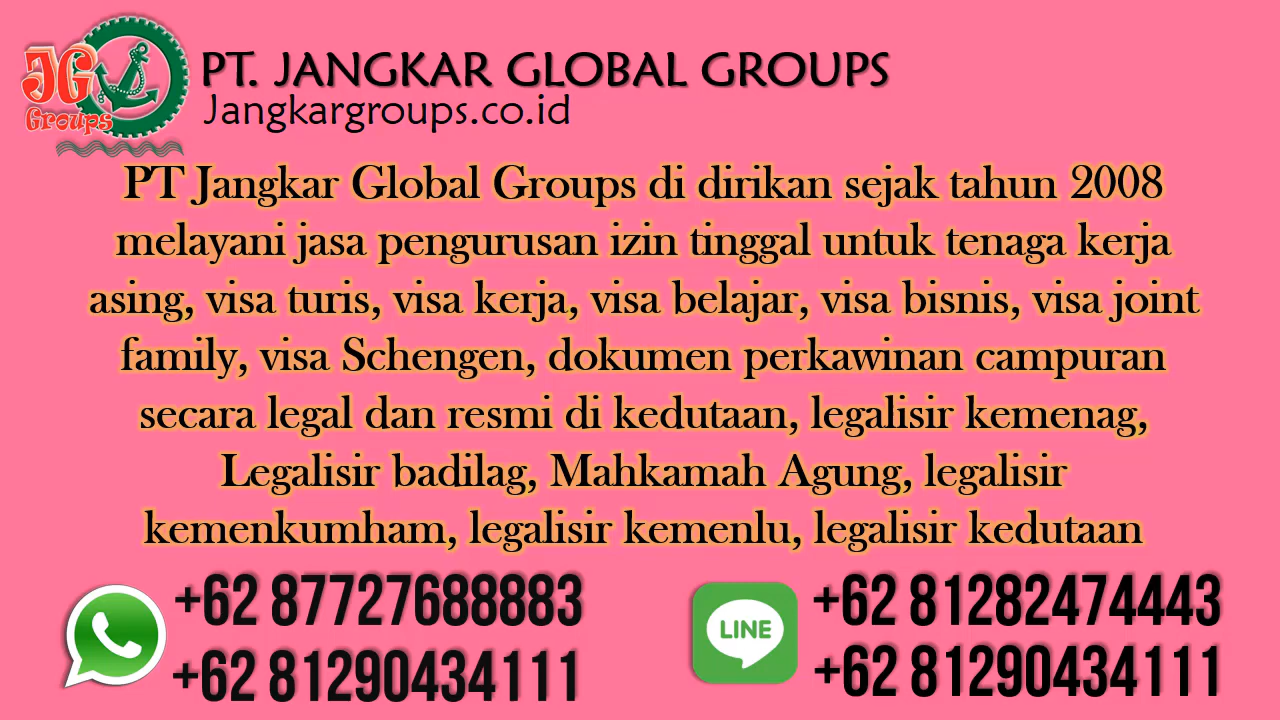 JG
Groups
PT. JANGKAR GLOBAL GROUPS
Jangkargroups.co.id
PT Jangkar Global Groups di dirikan sejak tahun 2008
melayani jasa pengurusan izin tinggal untuk tenaga kerja
asing, visa turis, visa kerja, visa belajar, visa bisnis, visa joint
family, visa Schengen, dokumen perkawinan campuran
secara legal dan resmi di kedutaan, legalisir kemenag,
Legalisir badilag, Mahkamah Agung, legalisir
kemenkumham, legalisir kemenlu, legalisir kedutaan
+62 87727688883
+62 81290434111
LINE
+62 81282474443
+62 81290434111